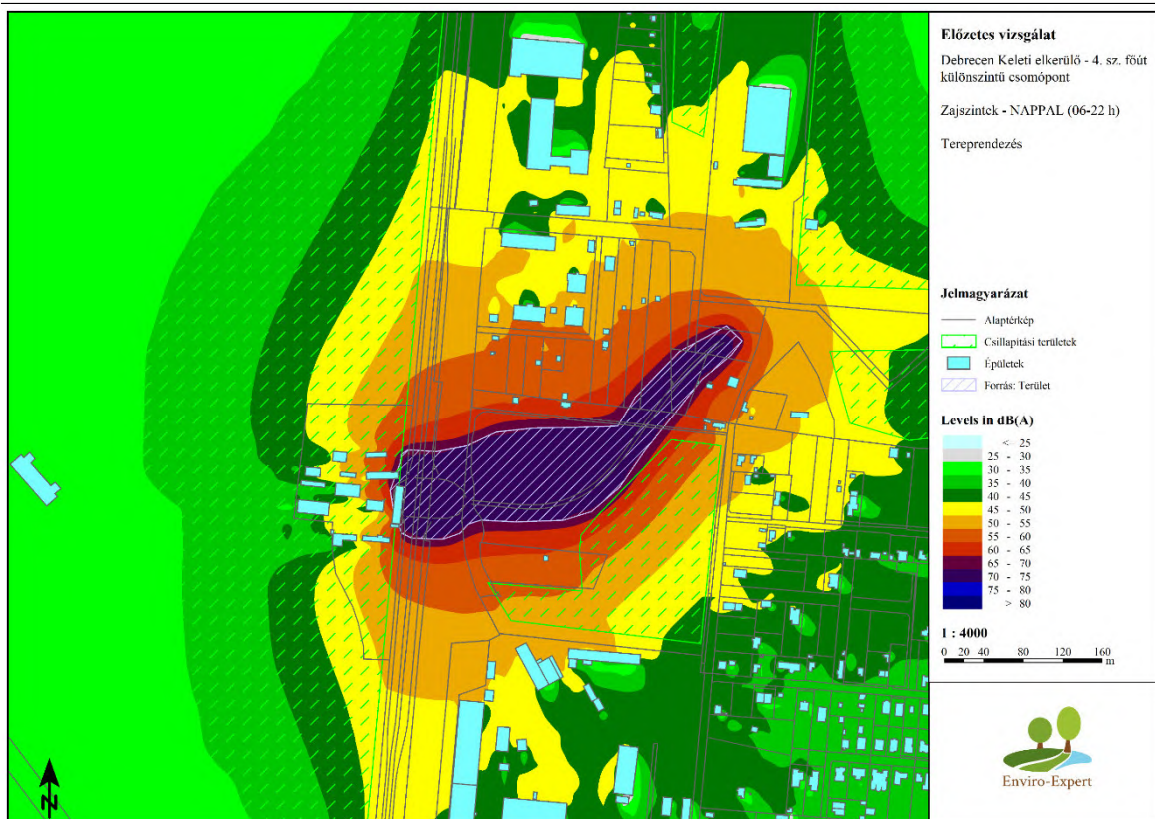 Előzetes vizsgálat
Debrecen Keleti elkerülő - 4. sz. főút
különszintű csomópont
Zajszintek - NAPPAL (06-22 h)
Tereprendezés
Jelmagyarázat
Alaptérkép
Csillapítási területek
Épületek
Forrás: Terület
Levels in dB(A)
< 25
25 - 30
30 - 35
35 - 40
40 - 45
45 - 50
50 - 55
55 - 60
60 - 65
65 - 70
70 - 75
75 - 80
> 80
1 : 4000
0 20 40 80 120 160
m
Enviro-Expert
N